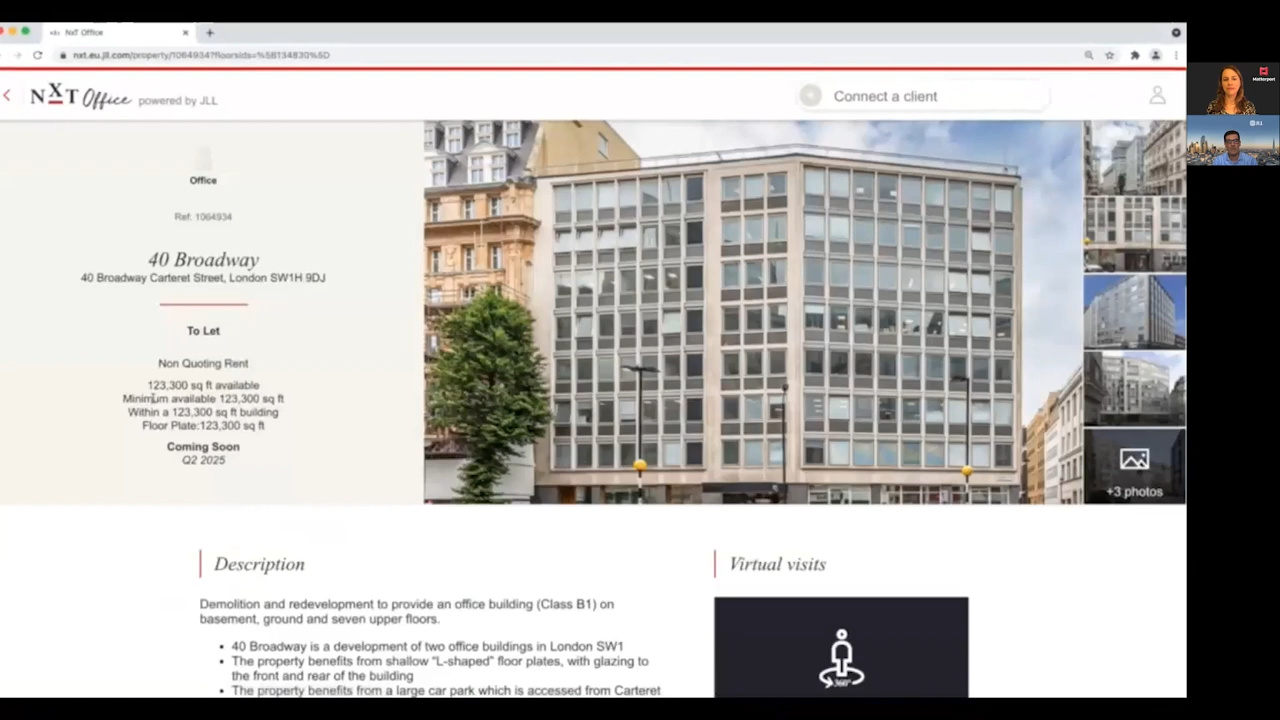 NxT Office
nxt.eu.jll.com/property/1064934?floorsIds=%5B134830%5D
NXT Office powered by JLL
Connect a client
Matterport
JLL
Office
Ref: 1064934
40 Broadway
40 Broadway Carteret Street, London SW1H 9DJ
To Let
Non Quoting Rent
123,300 sq ft available
Minimum available 123,300 sq ft
Within a 123,300 sq ft building
Floor Plate:123,300 sq ft
Coming Soon
Q2 2025
+3 photos
Description
Demolition and redevelopment to provide an office building (Class B1) on
basement, ground and seven upper floors.
• 40 Broadway is a development of two office buildings in London SW1
• The property benefits from shallow "L-shaped" floor plates, with glazing to
the front and rear of the building
• The property benefits from a large car park which is accessed from Carteret
Virtual visits
360°